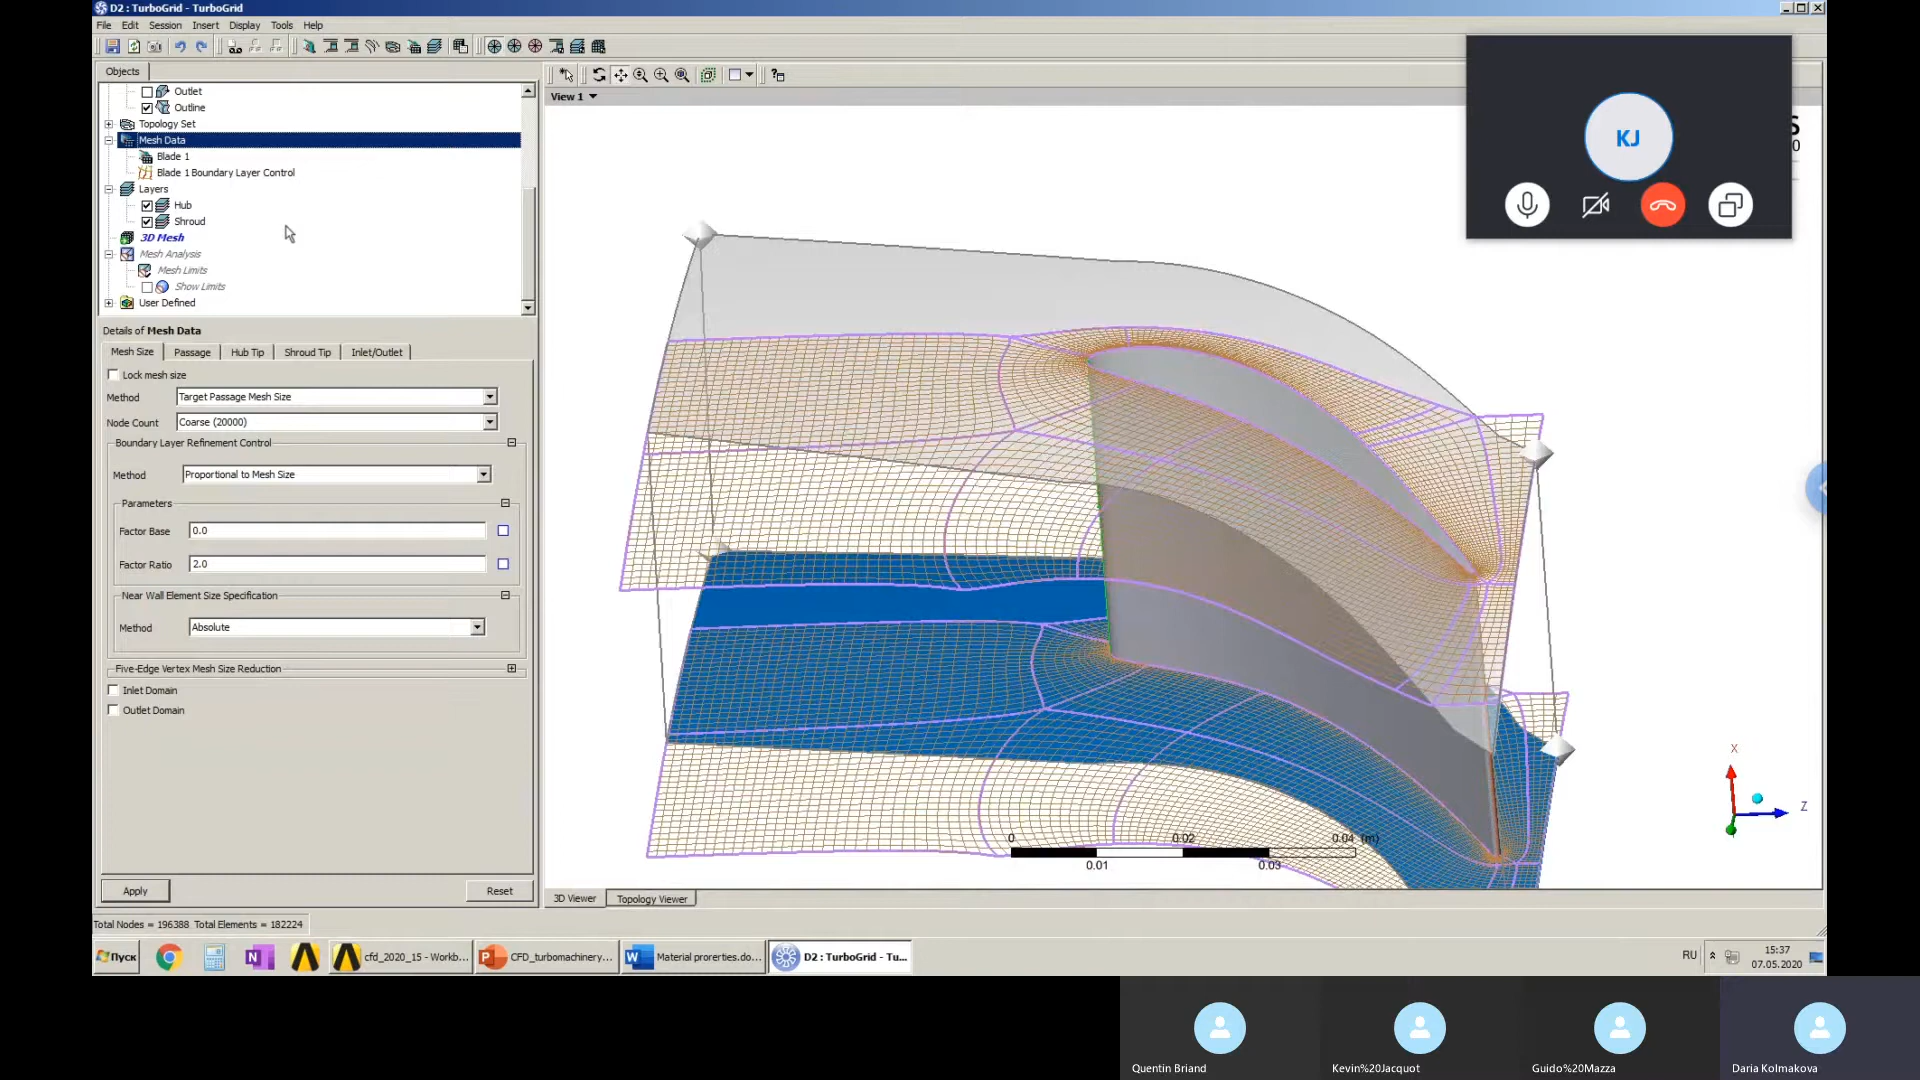 D2 : TurboGrid - TurboGrid
File Edit Session Insert Display Tools Help
Objects
Outlet
Outline
Topology Set
Mesh Data
Blade 1
Blade 1 Boundary Layer Control
Layers
Hub
Shroud
3D Mesh
Mesh Analysis
Mesh Limits
Show Limits
User Defined
Details of Mesh Data
Mesh Size Passage Hub Tip Shroud Tip Inlet/Outlet
Lock mesh size
Method Target Passage Mesh Size
Node Count Coarse (20000)
Boundary Layer Refinement Control
Method Proportional to Mesh Size
Parameters
Factor Base 0.0
Factor Ratio 2.0
Near Wall Element Size Specification
Method Absolute
Five-Edge Vertex Mesh Size Reduction
Inlet Domain
Outlet Domain
Apply Reset
Total Nodes = 196388 Total Elements = 182224
View 1
KJ
S
0
X
Z
0 0.02 0.04 (m)
0.01 0.03
3D Viewer Topology Viewer
Пуск
cfd_2020_15 - Workb...
CFD_turbomachinery...
Material prorerties.do...
D2 : TurboGrid - Tu...
RU
15:37
07.05.2020
Quentin Briand
Kevin%20Jacquot
Guido%20Mazza
Daria Kolmakova